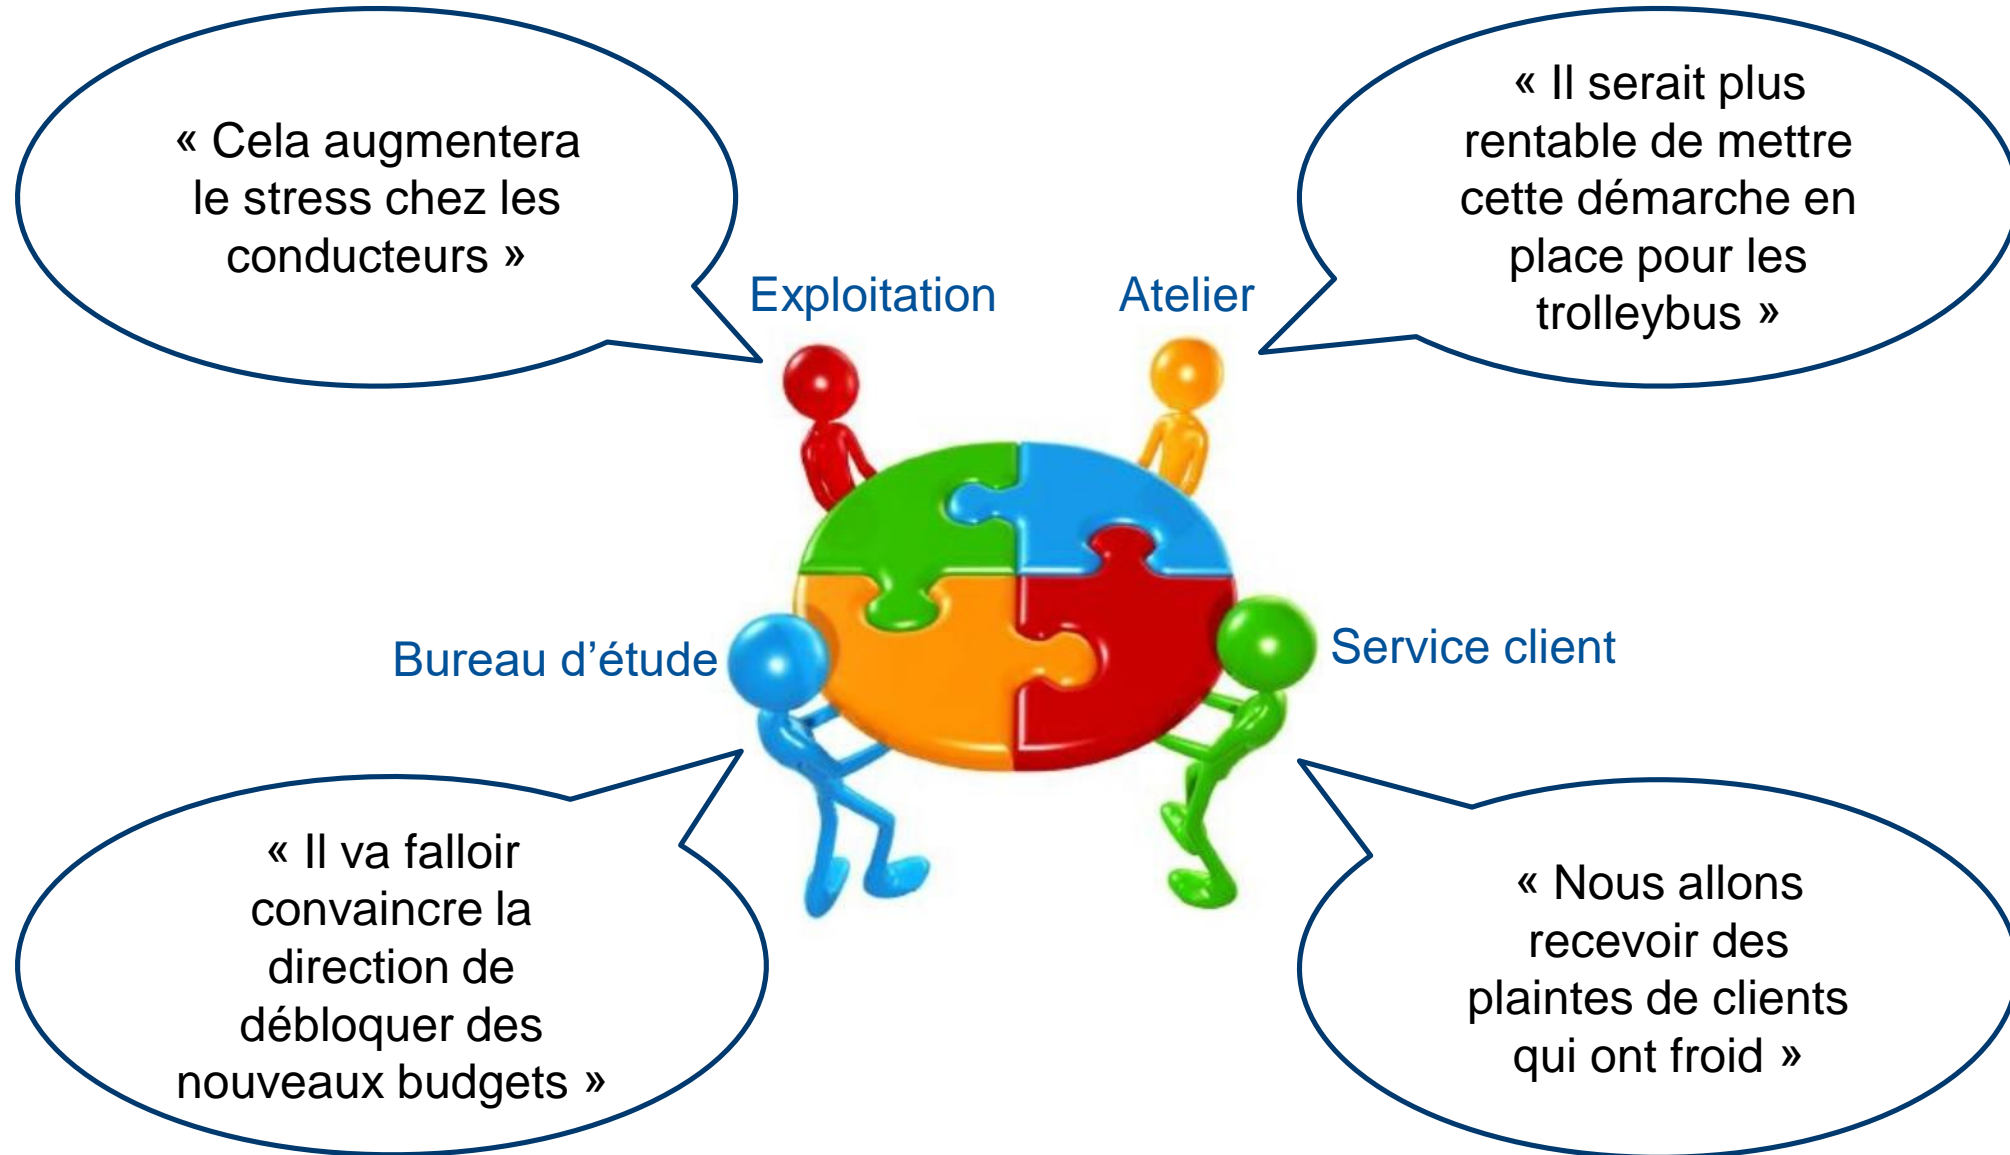 « Cela augmentera
le stress chez les
conducteurs »
« Il serait plus
rentable de mettre
cette démarche en
place pour les
trolleybus »
Exploitation
Atelier
Bureau d’étude
Service client
« Il va falloir
convaincre la
direction de
débloquer des
nouveaux budgets »
« Nous allons
recevoir des
plaintes de clients
qui ont froid »